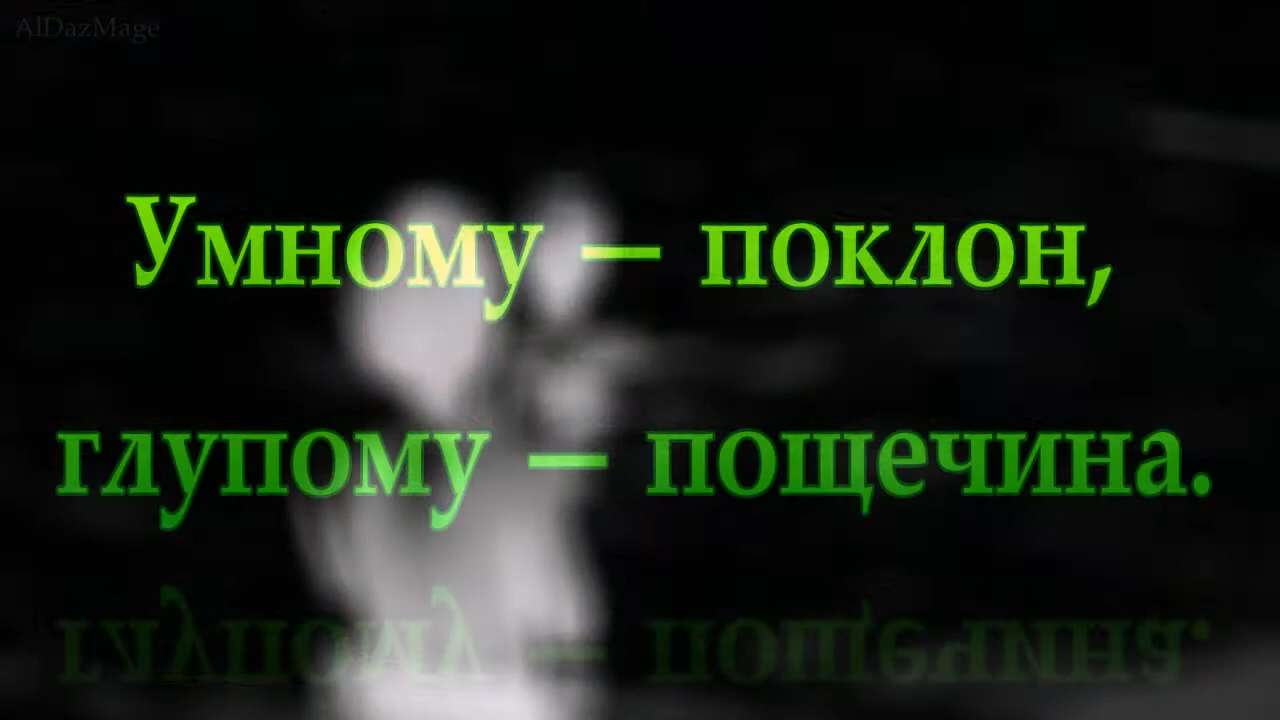 AlDazMage
Умному — поклон,
глупому — пощечина.